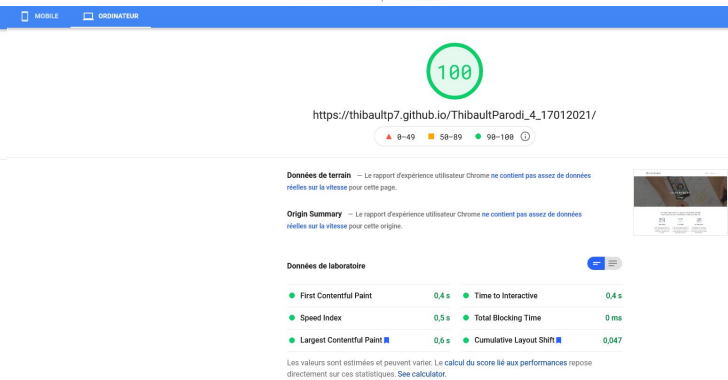 MOBILE
ORDINATEUR
100
https://thibaultp7.github.io/ThibaultParodi_4_17012021/
0–49 50–89 90–100
Données de terrain — Le rapport d'expérience utilisateur Chrome ne contient pas assez de données
réelles sur la vitesse pour cette page.
Origin Summary — Le rapport d'expérience utilisateur Chrome ne contient pas assez de données
réelles sur la vitesse pour cette origine.
Données de laboratoire
First Contentful Paint 0,4 s
Time to Interactive 0,4 s
Speed Index 0,5 s
Total Blocking Time 0 ms
Largest Contentful Paint 0,6 s
Cumulative Layout Shift 0,047
Les valeurs sont estimées et peuvent varier. Le calcul du score lié aux performances repose
directement sur ces statistiques. See calculator.